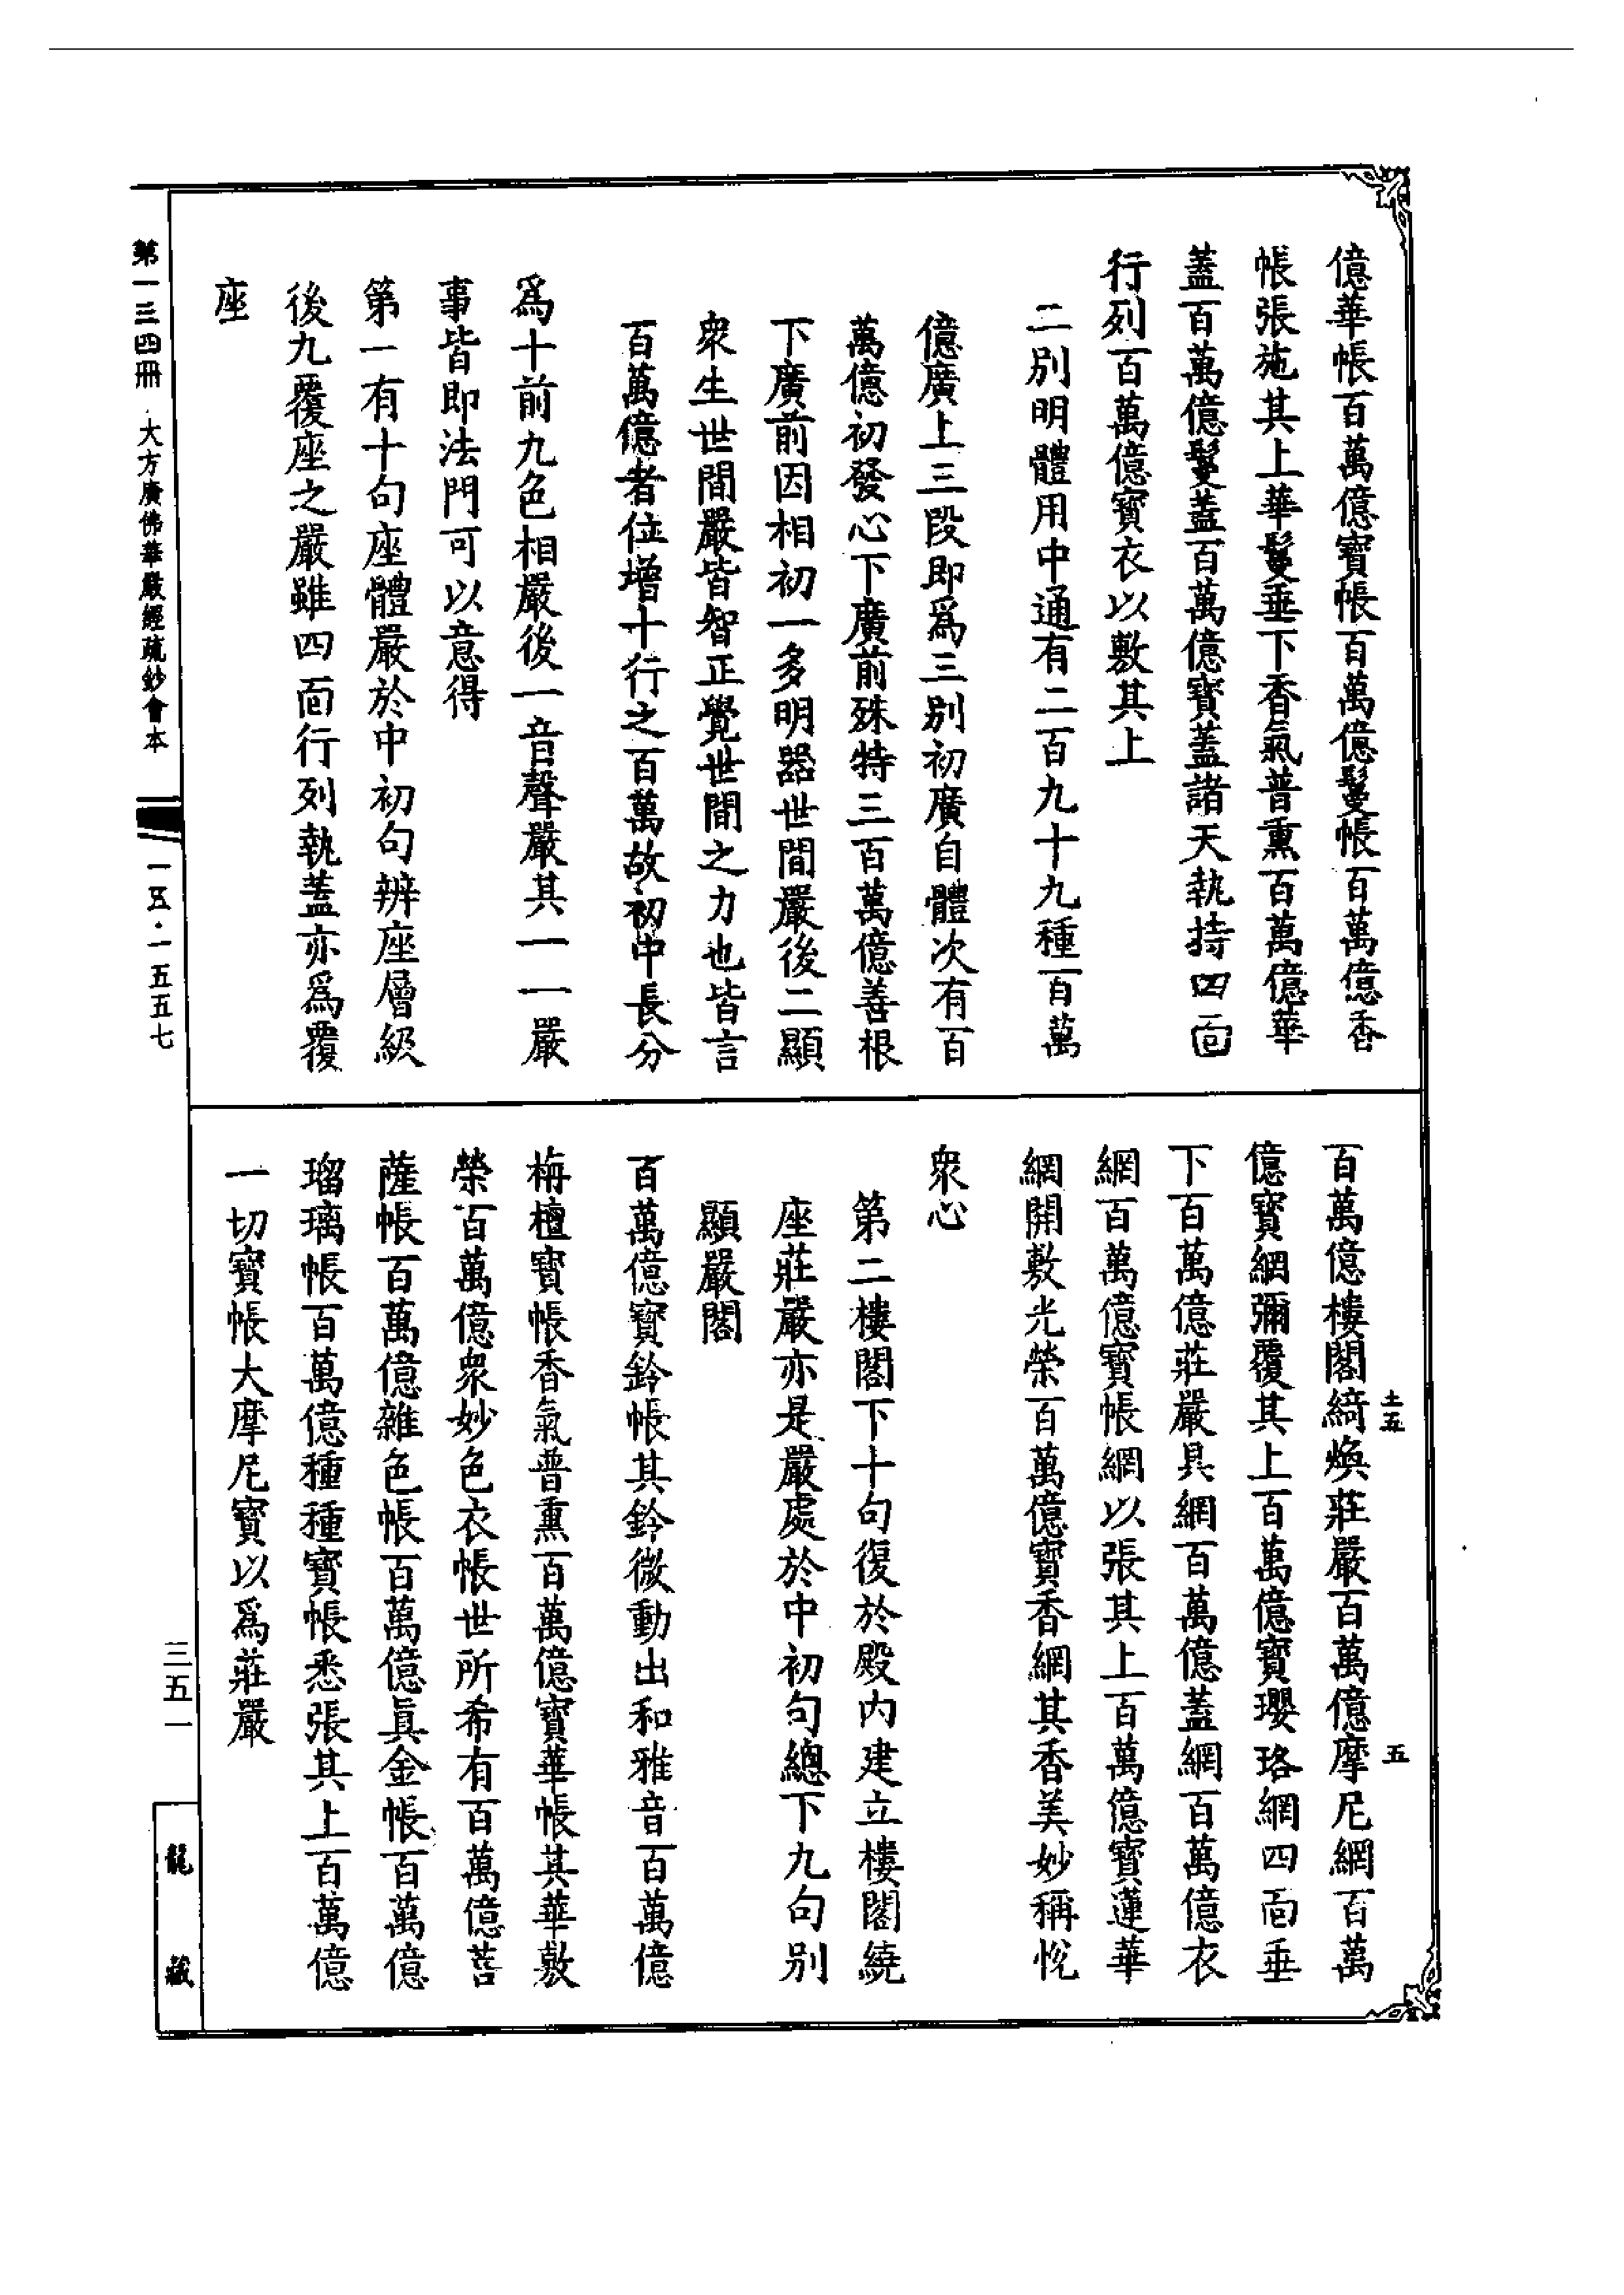 億華帳百萬億寶帳百萬億鬘帳百萬億香
帳張施其上華鬘垂下香氣普熏百萬億華
蓋百萬億鬘蓋百萬億寶蓋諸天執持四面
行列百萬億寶衣以敷其上
二別明體用中通有二百九十九種百萬
億廣上三段即爲三別初廣自體次有百
萬億初發心下廣前殊特三百萬億善根
下廣前因相初一多明器世間嚴後二顯
衆生世間嚴皆智正覺世間之力也皆言
百萬億者位增十行之百萬故初中長分
爲十前九色相嚴後一音聲嚴其一一嚴
事皆即法門可以意得
第一有十句座體嚴於中初句辨座層級
後九覆座之嚴雖四面行列執蓋亦爲覆
座
百萬億樓閣綺煥莊嚴百萬億摩尼網百萬
億寶網彌覆其上百萬億寶瓔珞網四面垂
下百萬億莊嚴具網百萬億蓋網百萬億衣
網百萬億寶帳網以張其上百萬億寶蓮華
網開敷光榮百萬億寶香網其香美妙稱悅
衆心
第二樓閣下十句復於殿內建立樓閣繞
座莊嚴亦是嚴處於中初句總下九句別
顯嚴閣
百萬億寶鈴帳其鈴微動出和雅音百萬億
栴檀寶帳香氣普熏百萬億寶華帳其華敷
榮百萬億衆妙色衣帳世所希有百萬億菩
薩帳百萬億雜色帳百萬億眞金帳百萬億
瑠璃帳百萬億種種寶帳悉張其上百萬億
一切寶帳大摩尼寶以爲莊嚴
土五
五
第一三四冊 大方廣佛華嚴經疏鈔會本
一五·一五五七
三五一
龍藏